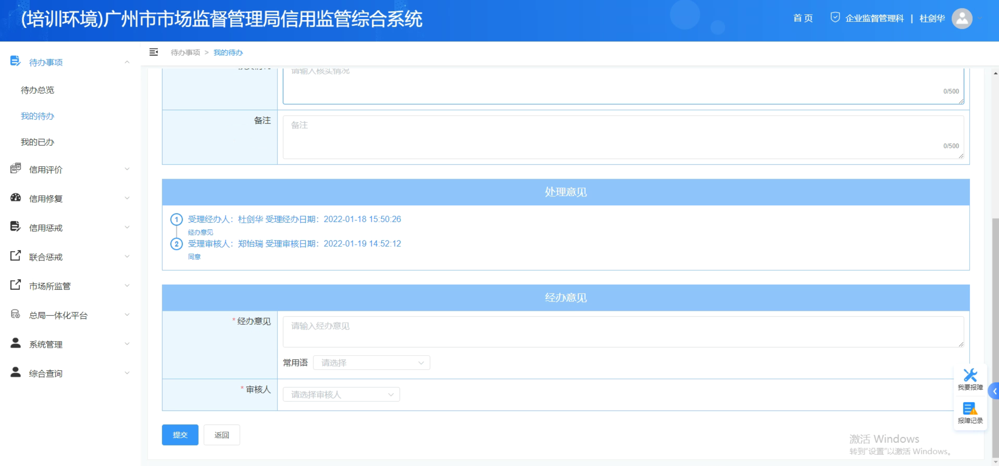 (培训环境)广州市市场监督管理局信用监管综合系统
首页 企业监督管理科 | 杜剑华
待办事项 > 我的待办
待办事项
待办总览
我的待办
我的已办
信用评价
信用修复
信用惩戒
联合惩戒
市场所监管
总局一体化平台
系统管理
综合查询
请输入核实情况
0/500
备注
备注
0/500
处理意见
1 受理经办人：杜剑华 受理经办日期：2022-01-18 15:50:26
经办意见
2 受理审核人：郑怡瑞 受理审核日期：2022-01-19 14:52:12
同意
经办意见
* 经办意见
请输入经办意见
常用语 请选择
* 审核人
请选择审核人
提交 返回
我要报障
报障记录
激活 Windows
转到“设置”以激活 Windows。